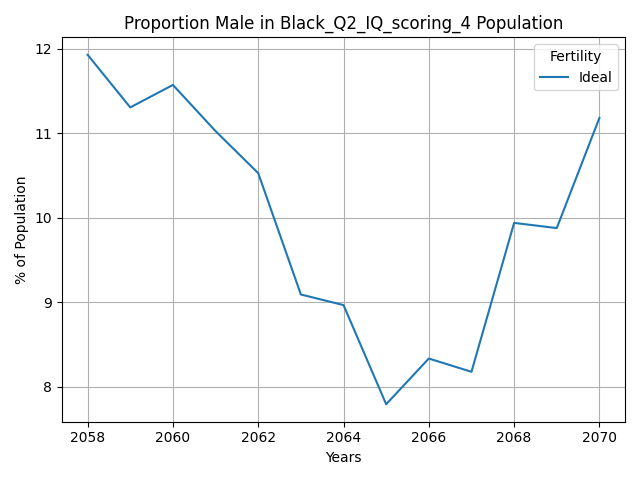 Proportion Male in Black_Q2_IQ_scoring_4 Population
Fertility
Ideal
% of Population
12
11
10
9
8
2058 2060 2062 2064 2066 2068 2070
Years